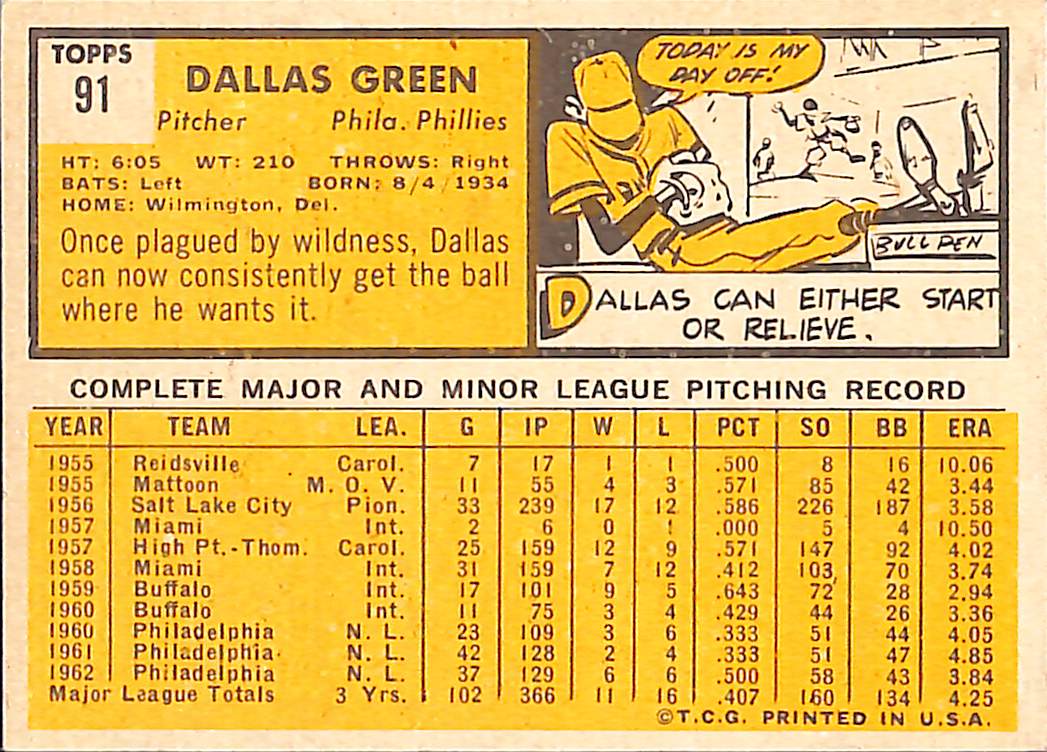 TOPPS
91
DALLAS GREEN
Pitcher Phila. Phillies
HT: 6:05 WT: 210 THROWS: Right
BATS: Left BORN: 8/4/1934
HOME: Wilmington, Del.
Once plagued by wildness, Dallas
can now consistently get the ball
where he wants it.
TODAY IS MY
DAY OFF!
BULL PEN
DALLAS CAN EITHER START
OR RELIEVE.
COMPLETE MAJOR AND MINOR LEAGUE PITCHING RECORD
YEAR TEAM LEA. G IP W L PCT SO BB ERA
1955 Reidsville Carol. 7 17 1 1 .500 8 16 10.06
1955 Mattoon M. O. V. 11 55 4 3 .571 85 42 3.44
1956 Salt Lake City Pion. 33 239 17 12 .586 226 187 3.58
1957 Miami Int. 2 6 0 1 .000 5 4 10.50
1957 High Pt.-Thom. Carol. 25 159 12 9 .571 147 92 4.02
1958 Miami Int. 31 159 7 12 .412 103 70 3.74
1959 Buffalo Int. 17 101 9 5 .643 72 28 2.94
1960 Buffalo Int. 11 75 3 4 .429 44 26 3.36
1960 Philadelphia N. L. 23 109 3 6 .333 51 44 4.05
1961 Philadelphia N. L. 42 128 2 4 .333 51 47 4.85
1962 Philadelphia N. L. 37 129 6 6 .500 58 43 3.84
Major League Totals 3 Yrs. 102 366 11 16 .407 160 134 4.25
©T.C.G. PRINTED IN U.S.A.